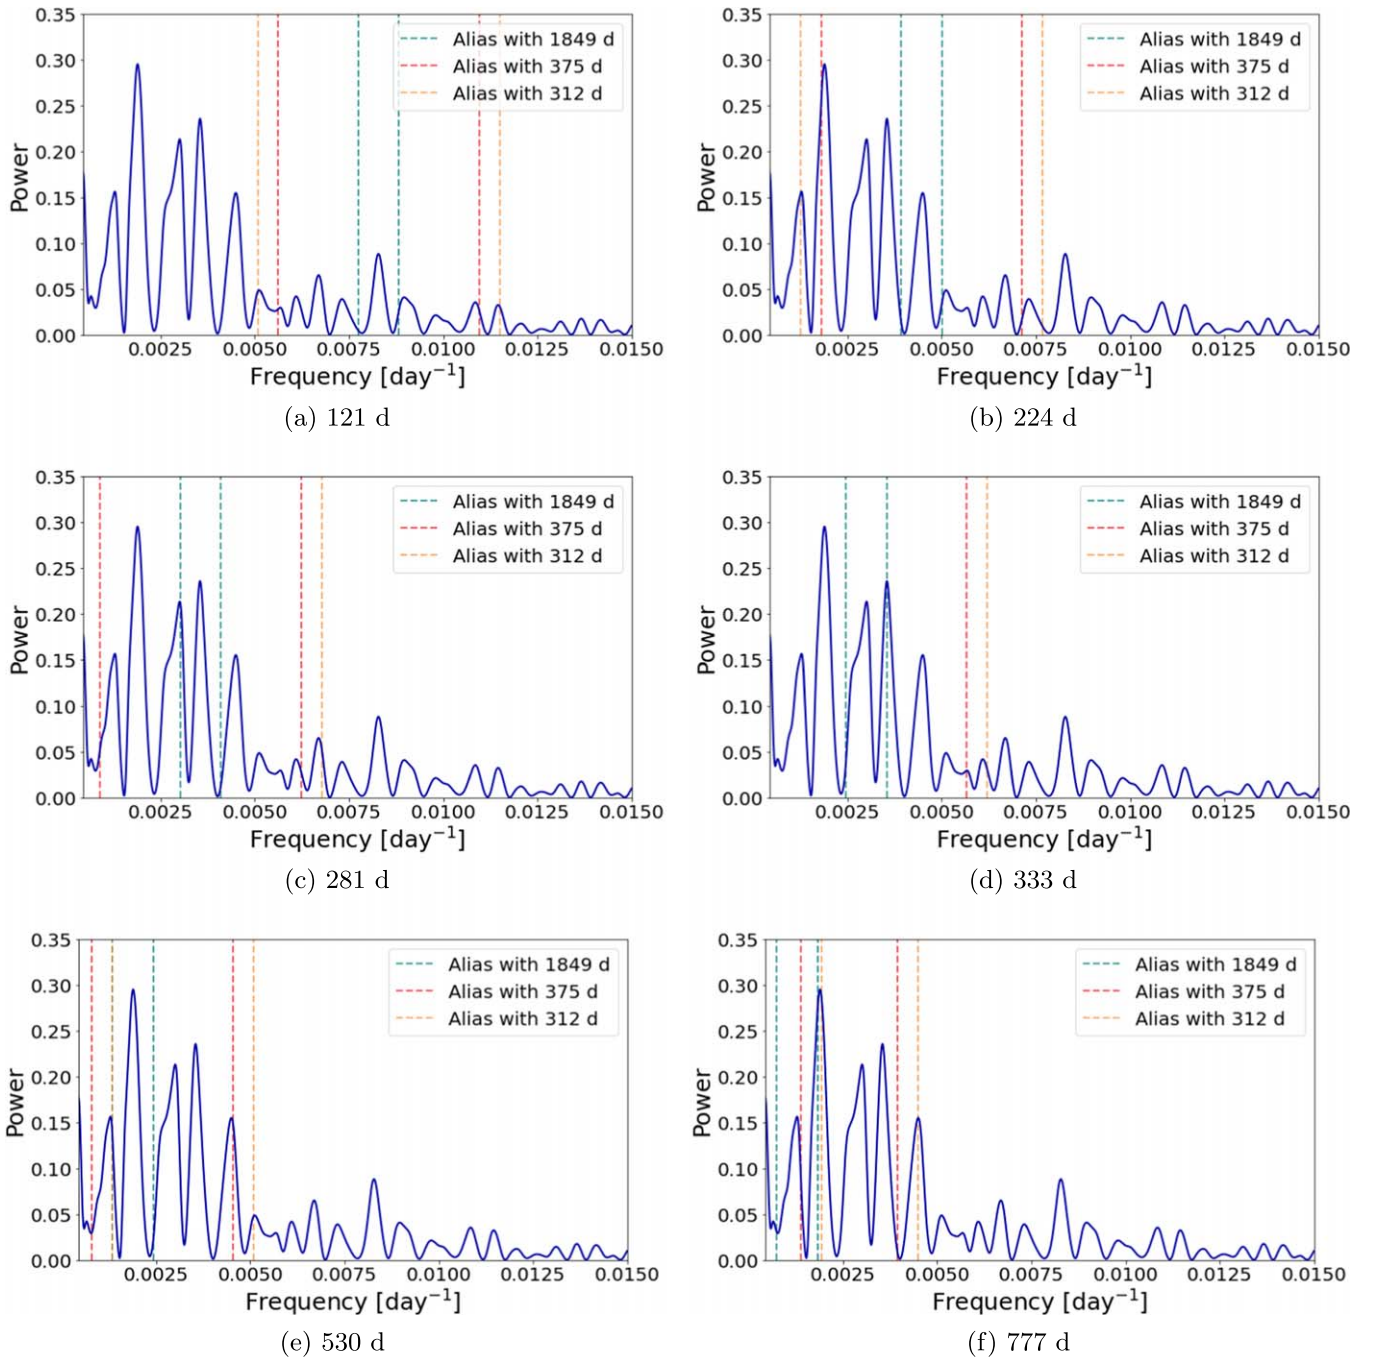 0.35
0.30
0.25
0.20
0.15
0.10
0.05
0.00
Power
Alias with 1849 d
Alias with 375 d
Alias with 312 d
0.0025 0.0050 0.0075 0.0100 0.0125 0.0150
Frequency [day⁻¹]
(a) 121 d
0.35
0.30
0.25
0.20
0.15
0.10
0.05
0.00
Power
Alias with 1849 d
Alias with 375 d
Alias with 312 d
0.0025 0.0050 0.0075 0.0100 0.0125 0.0150
Frequency [day⁻¹]
(b) 224 d
0.35
0.30
0.25
0.20
0.15
0.10
0.05
0.00
Power
Alias with 1849 d
Alias with 375 d
Alias with 312 d
0.0025 0.0050 0.0075 0.0100 0.0125 0.0150
Frequency [day⁻¹]
(c) 281 d
0.35
0.30
0.25
0.20
0.15
0.10
0.05
0.00
Power
Alias with 1849 d
Alias with 375 d
Alias with 312 d
0.0025 0.0050 0.0075 0.0100 0.0125 0.0150
Frequency [day⁻¹]
(d) 333 d
0.35
0.30
0.25
0.20
0.15
0.10
0.05
0.00
Power
Alias with 1849 d
Alias with 375 d
Alias with 312 d
0.0025 0.0050 0.0075 0.0100 0.0125 0.0150
Frequency [day⁻¹]
(e) 530 d
0.35
0.30
0.25
0.20
0.15
0.10
0.05
0.00
Power
Alias with 1849 d
Alias with 375 d
Alias with 312 d
0.0025 0.0050 0.0075 0.0100 0.0125 0.0150
Frequency [day⁻¹]
(f) 777 d